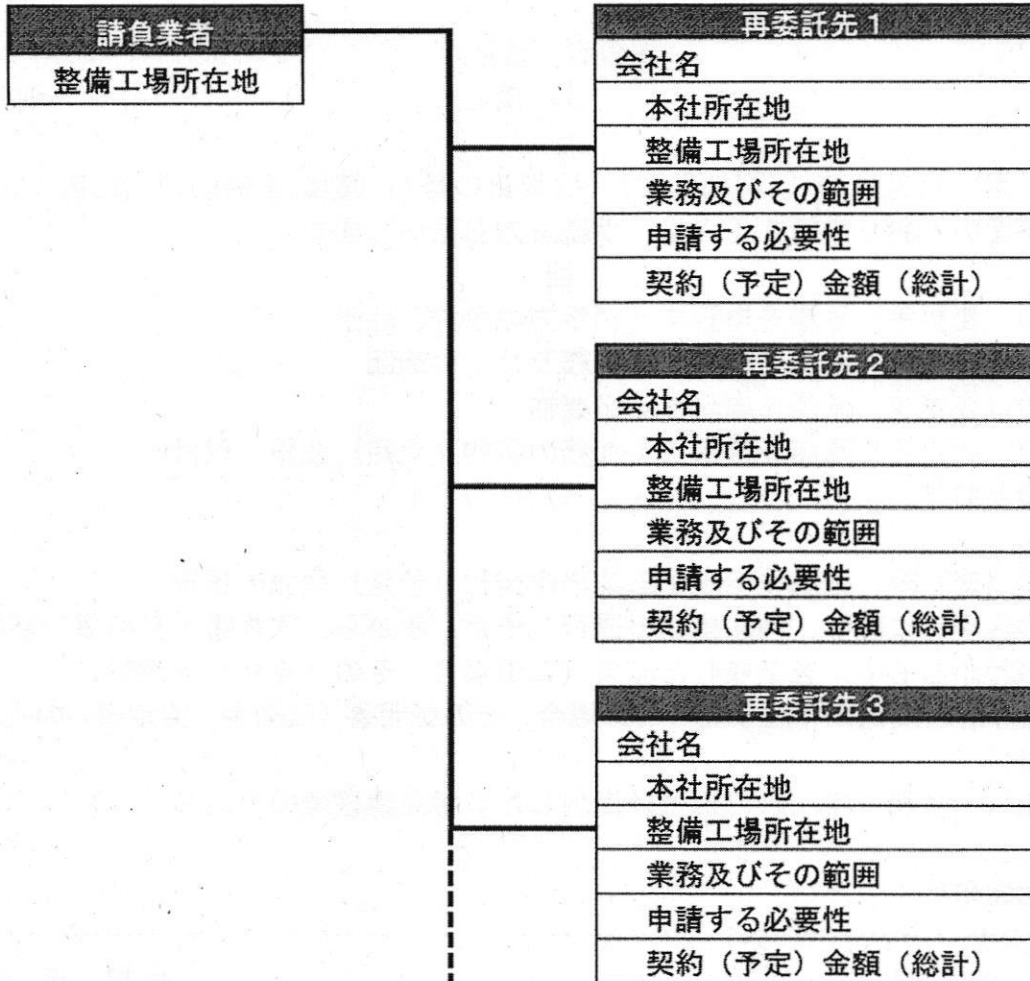 請負業者
整備工場所在地
再委託先1
会社名
本社所在地
整備工場所在地
業務及びその範囲
申請する必要性
契約（予定）金額（総計）
再委託先2
会社名
本社所在地
整備工場所在地
業務及びその範囲
申請する必要性
契約（予定）金額（総計）
再委託先3
会社名
本社所在地
整備工場所在地
業務及びその範囲
申請する必要性
契約（予定）金額（総計）